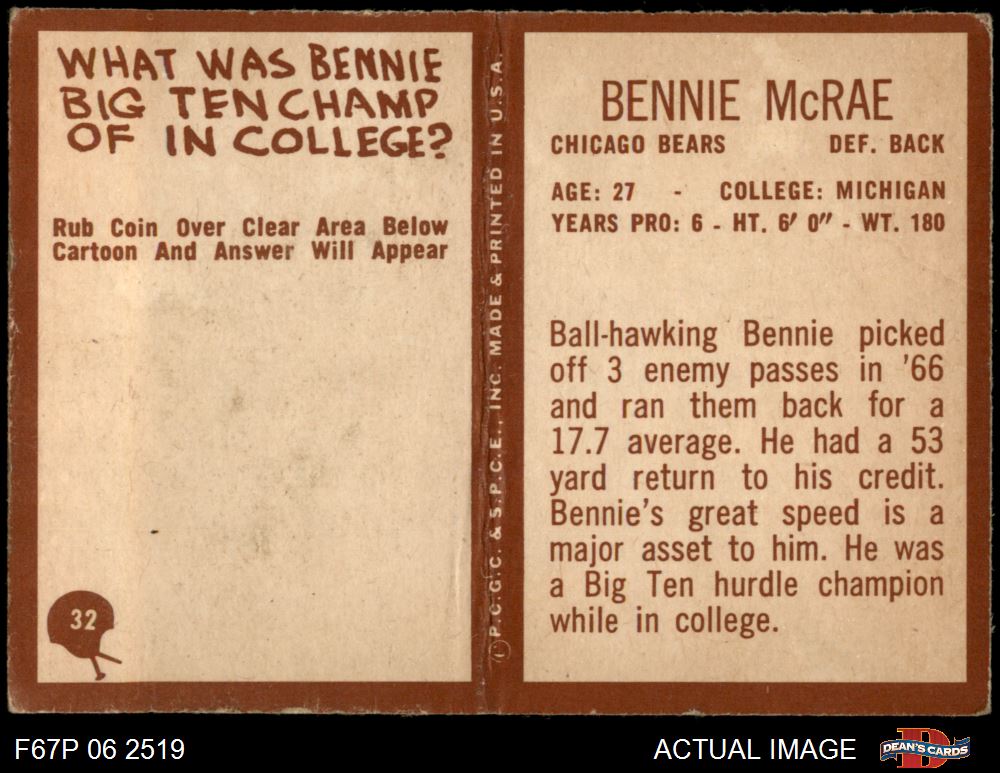 WHAT WAS BENNIE
BIG TEN CHAMP
OF IN COLLEGE?
Rub Coin Over Clear Area Below
Cartoon And Answer Will Appear
32
©P.C.G.C. & S.P.C.E., INC. MADE & PRINTED IN U.S.A.
BENNIE McRAE
CHICAGO BEARS DEF. BACK
AGE: 27 - COLLEGE: MICHIGAN
YEARS PRO: 6 - HT. 6' 0" - WT. 180
Ball-hawking Bennie picked
off 3 enemy passes in '66
and ran them back for a
17.7 average. He had a 53
yard return to his credit.
Bennie's great speed is a
major asset to him. He was
a Big Ten hurdle champion
while in college.
F67P 06 2519
ACTUAL IMAGE
DEAN'S CARDS